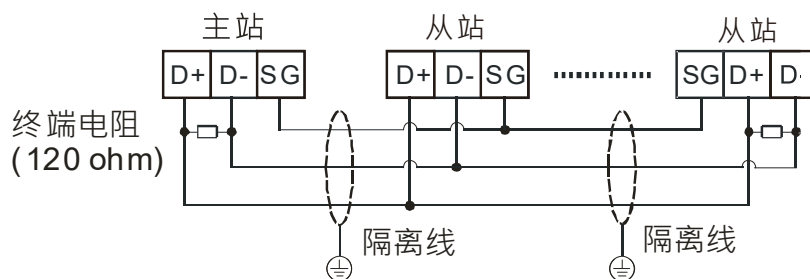 主站 从站 从站
D+ D- SG D+ D- SG SG D+ D-
终端电阻
(120 ohm)
隔离线 隔离线